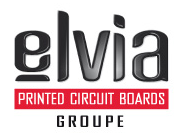 elvia
PRINTED CIRCUIT BOARDS
GROUPE